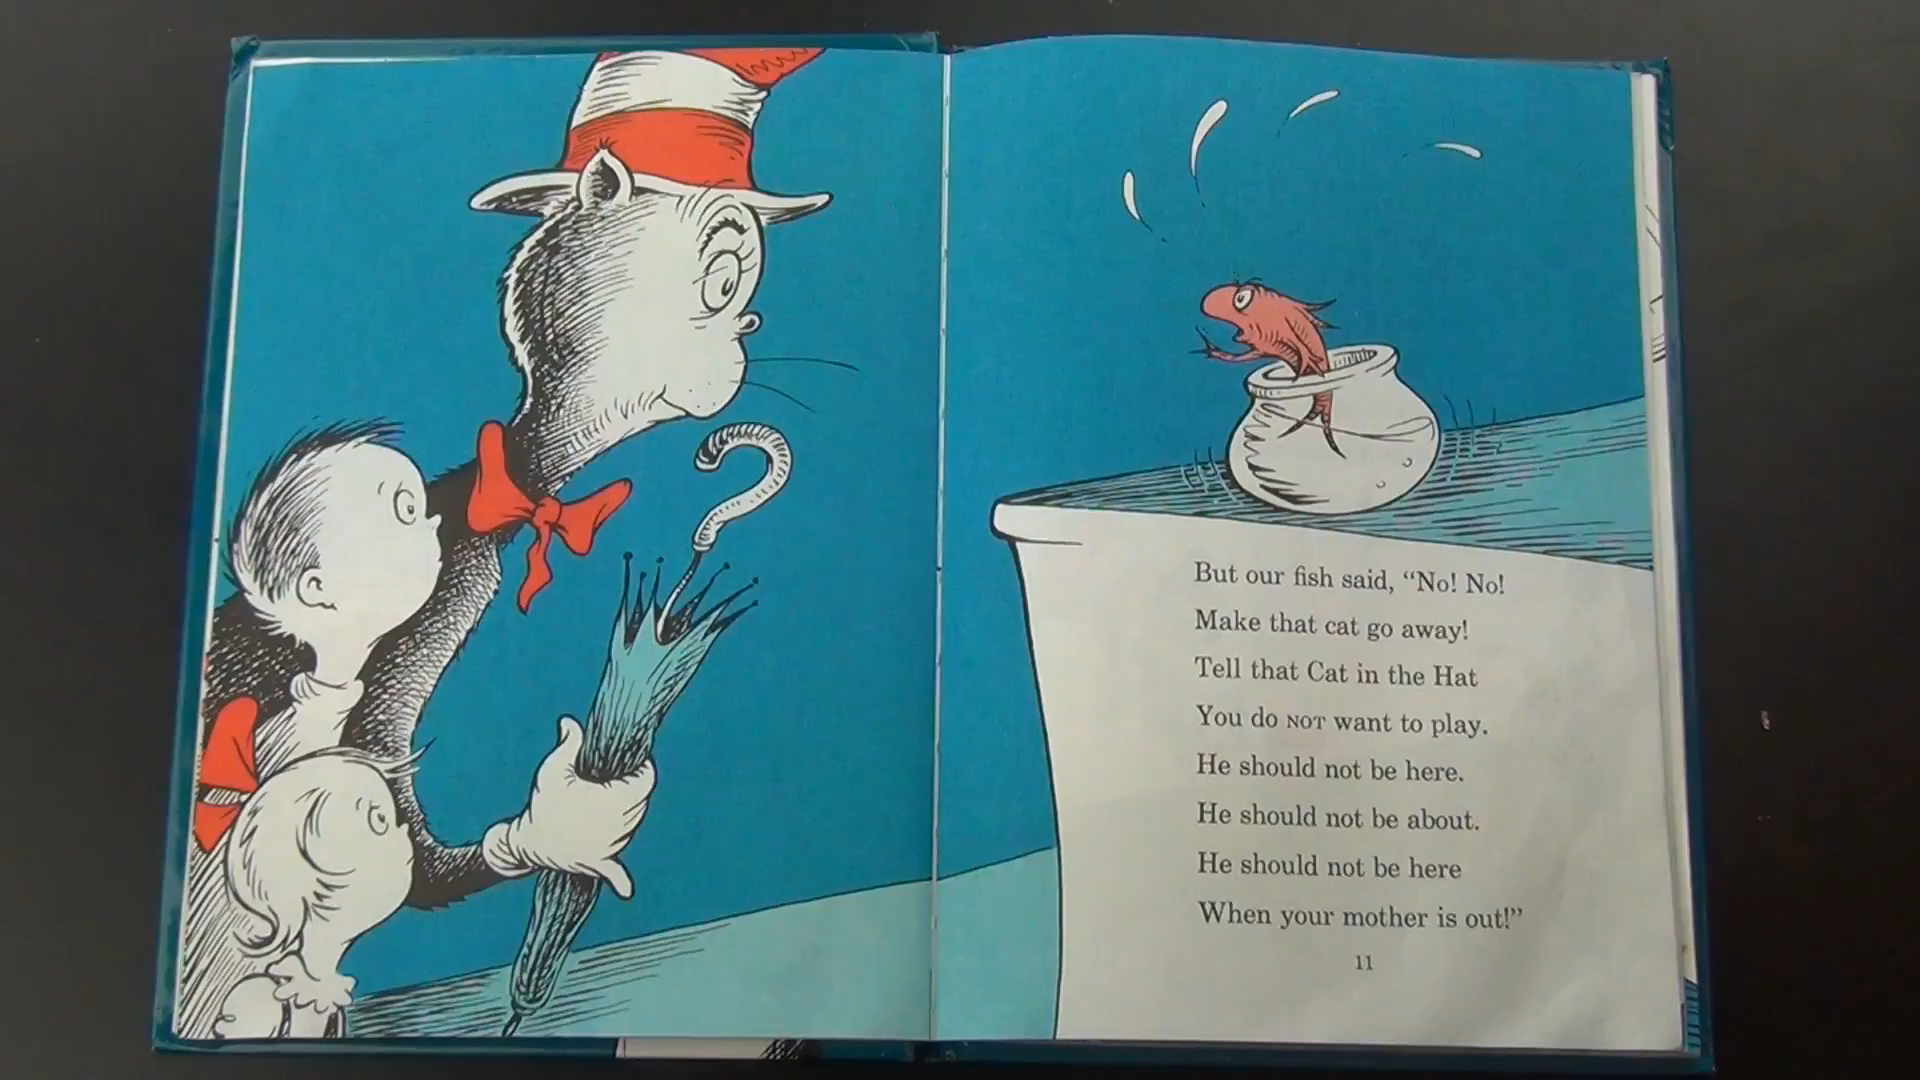 But our fish said, “No! No!
Make that cat go away!
Tell that Cat in the Hat
You do NOT want to play.
He should not be here.
He should not be about.
He should not be here
When your mother is out!”
11